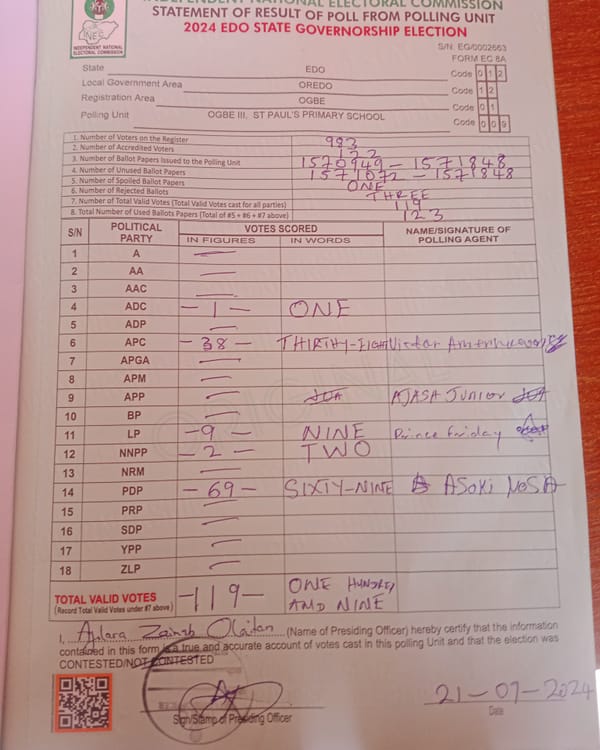 INDEPENDENT NATIONAL ELECTORAL COMMISSION
STATEMENT OF RESULT OF POLL FROM POLLING UNIT
2024 EDO STATE GOVERNORSHIP ELECTION
INEC
INDEPENDENT NATIONAL
ELECTORAL COMMISSION
S/N. EG/0002663
FORM EC 8A
State EDO Code 0 1 2
Local Government Area OREDO Code 1 2
Registration Area OGBE Code 0 1
Polling Unit OGBE III, ST PAUL'S PRIMARY SCHOOL Code 0 0 9
1. Number of Voters on the Register 983
2. Number of Accredited Voters 122
3. Number of Ballot Papers Issued to the Polling Unit 1570949 - 1571848
4. Number of Unused Ballot Papers 1571072 - 1571848
5. Number of Spoiled Ballot Papers ONE
6. Number of Rejected Ballots THREE
7. Number of Total Valid Votes (Total Valid Votes cast for all parties) 119
8. Total Number of Used Ballots Papers (Total of #5 + #6 + #7 above) 123
S/N POLITICAL PARTY VOTES SCORED NAME/SIGNATURE OF POLLING AGENT
IN FIGURES IN WORDS
1 A —
2 AA —
3 AAC —
4 ADC - 1 - ONE
5 ADP —
6 APC - 38 - THIRTHY-EIGHT Victor
7 APGA —
8 APM —
9 APP — AJASA JUNIOR
10 BP —
11 LP - 9 - NINE Prince Friday
12 NNPP - 2 - TWO
13 NRM —
14 PDP - 69 - SIXTY-NINE ASOKI NOSA
15 PRP —
16 SDP —
17 YPP —
18 ZLP —
TOTAL VALID VOTES - 119 - ONE HUNDRED
(Record Total Valid Votes under #7 above) AND NINE
I, Zainab (Name of Presiding Officer) hereby certify that the information
contained in this form is a true and accurate account of votes cast in this polling Unit and that the election was
CONTESTED/NOT CONTESTED
Sign/Stamp of Presiding Officer
21-09-2024
Date